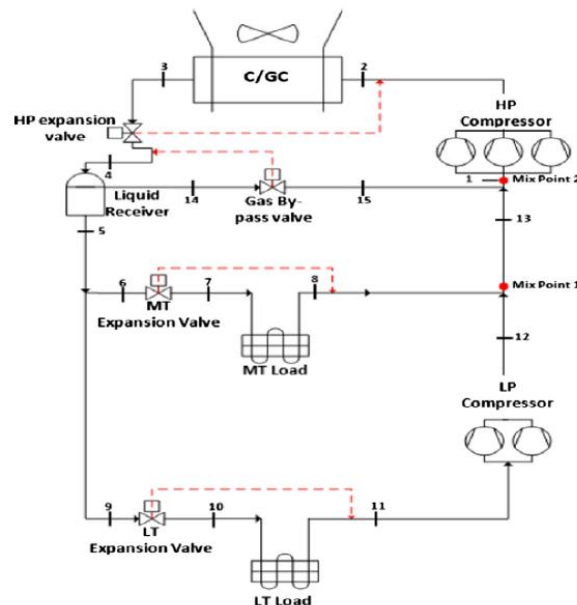 3
C/GC
2
HP expansion
valve
HP
Compressor
4
Liquid
Receiver
14
Gas By-
pass valve
15
1
Mix Point 2
5
13
6
MT
Expansion Valve
7
8
Mix Point 1
MT Load
12
LP
Compressor
9
LT
Expansion Valve
10
11
LT Load